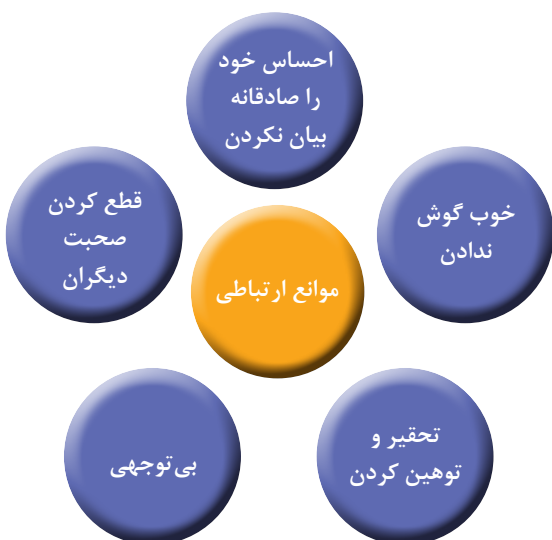 احساس خود
را صادقانه
بیان نکردن
خوب گوش
ندادن
قطع کردن
صحبت
دیگران
موانع ارتباطی
تحقیر و
توهین کردن
بی‌توجهی